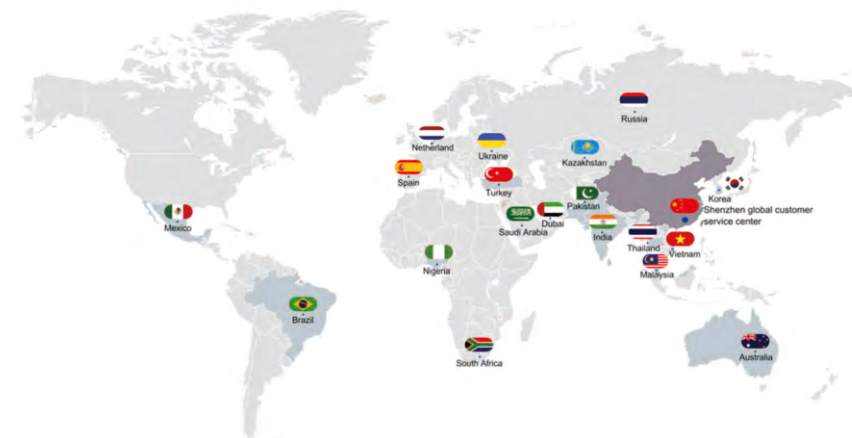 Russia
Netherland
Ukraine
Kazakhstan
Spain
Turkey
Pakistan
Korea
Shenzhen global customer
service center
Mexico
Dubai
Saudi Arabia
India
Thailand
Vietnam
Nigeria
Malaysia
Brazil
Australia
South Africa